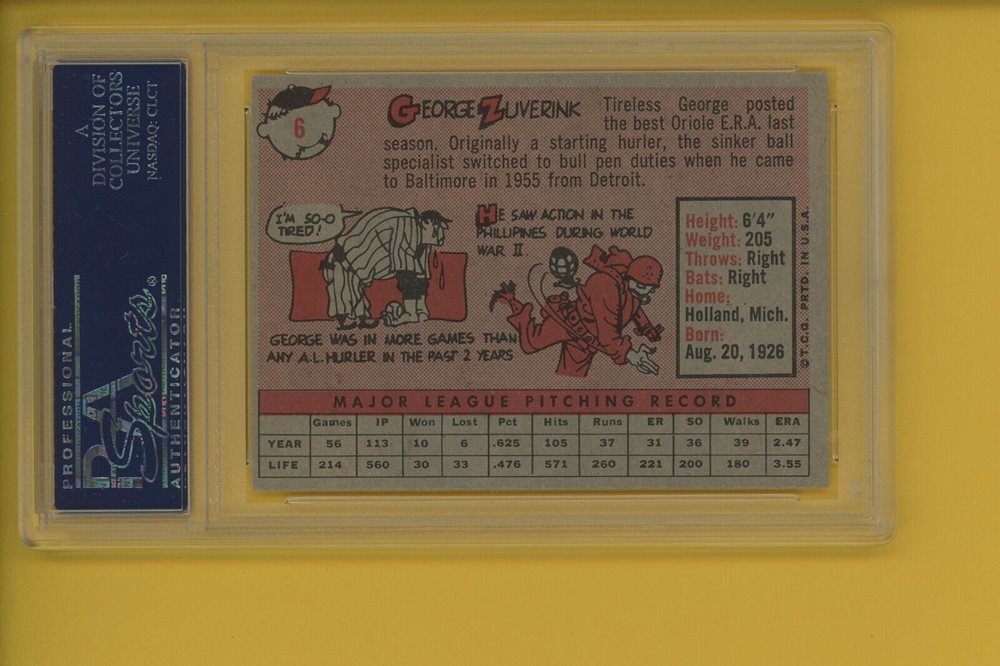 A
DIVISION OF
COLLECTORS
UNIVERSE
NASDAQ: CLCT
PROFESSIONAL
PSA
Sports®
AUTHENTICATOR
6
GEORGE ZUVERINK
Tireless George posted
the best Oriole E.R.A. last
season. Originally a starting hurler, the sinker ball
specialist switched to bull pen duties when he came
to Baltimore in 1955 from Detroit.
I'M SO-O
TIRED!
GEORGE WAS IN MORE GAMES THAN
ANY A.L. HURLER IN THE PAST 2 YEARS
HE SAW ACTION IN THE
PHILLIPINES DURING WORLD
WAR II
Height: 6'4"
Weight: 205
Throws: Right
Bats: Right
Home:
Holland, Mich.
Born:
Aug. 20, 1926
©T.C.G. PRTD. IN U.S.A.
MAJOR LEAGUE PITCHING RECORD
Games IP Won Lost Pct Hits Runs ER SO Walks ERA
YEAR 56 113 10 6 .625 105 37 31 36 39 2.47
LIFE 214 560 30 33 .476 571 260 221 200 180 3.55